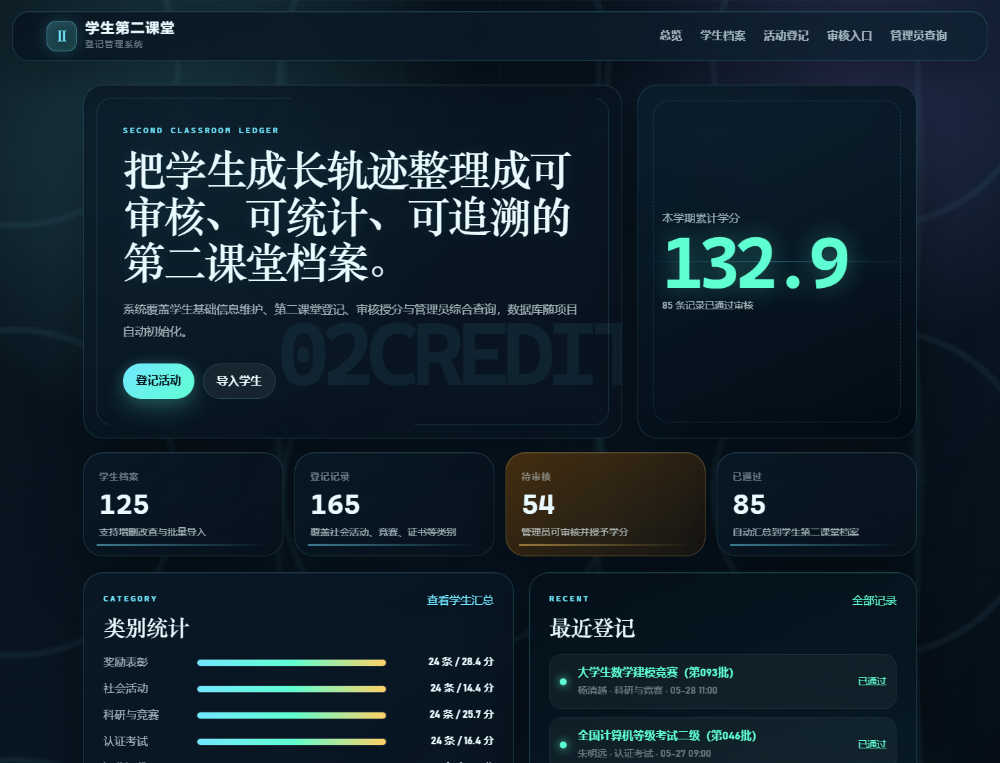 Ⅱ
学生第二课堂
登记管理系统
总览 学生档案 活动登记 审核入口 管理员查询
SECOND CLASSROOM LEDGER
把学生成长轨迹整理成可
审核、可统计、可追溯的
第二课堂档案。
系统覆盖学生基础信息维护、第二课堂登记、审核授分与管理员综合查询，数据库随项目
自动初始化。
02CREDIT
登记活动 导入学生
本学期累计学分
132.9
85 条记录已通过审核
学生档案
125
支持增删改查与批量导入
登记记录
165
覆盖社会活动、竞赛、证书等类别
待审核
54
管理员可审核并授予学分
已通过
85
自动汇总到学生第二课堂档案
CATEGORY
查看学生汇总
类别统计
奖励表彰 24 条 / 28.4 分
社会活动 24 条 / 14.4 分
科研与竞赛 24 条 / 25.7 分
认证考试 24 条 / 16.4 分
RECENT
全部记录
最近登记
大学生数学建模竞赛（第093批）
杨清越 · 科研与竞赛 · 05-28 11:00
已通过
全国计算机等级考试二级（第046批）
朱明远 · 认证考试 · 05-27 09:00
已通过